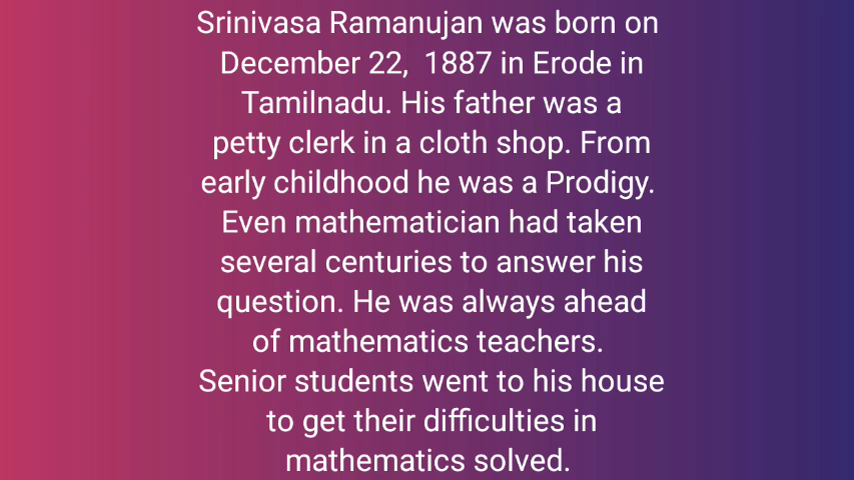 Srinivasa Ramanujan was born on
December 22,  1887 in Erode in
Tamilnadu. His father was a
petty clerk in a cloth shop. From
early childhood he was a Prodigy.
Even mathematician had taken
several centuries to answer his
question. He was always ahead
of mathematics teachers.
Senior students went to his house
to get their difficulties in
mathematics solved.